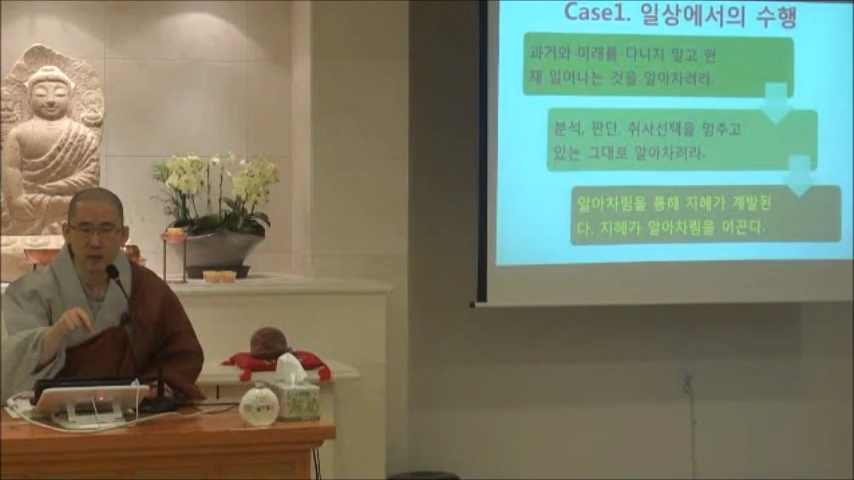 Case1. 일상에서의 수행
과거와 미래를 다니지 말고 현
재 일어나는 것을 알아차려라.
분석, 판단, 취사선택을 멈추고
있는 그대로 알아차려라.
알아차림을 통해 지혜가 계발된
다. 지혜가 알아차림을 이끈다.